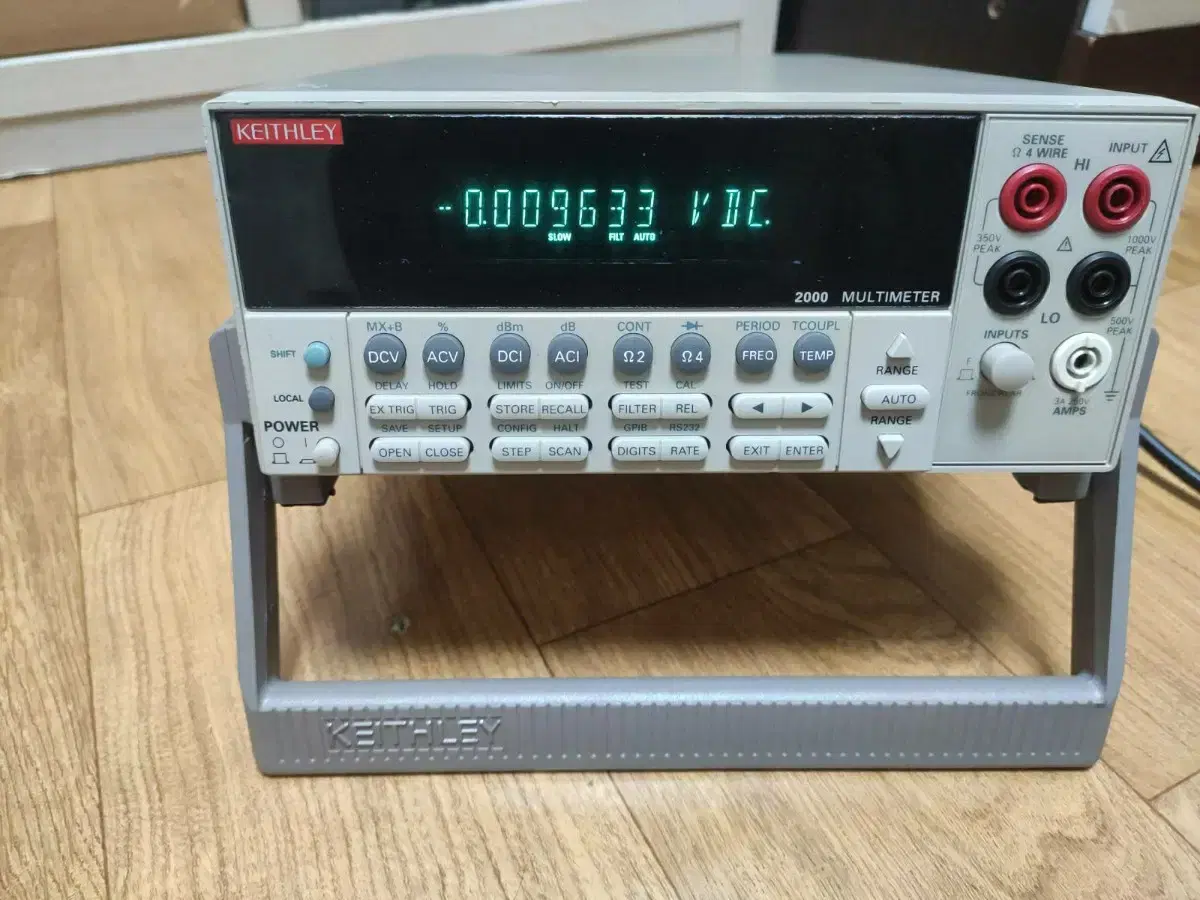 KEITHLEY
-0.009633 VDC.
SLOW FILT AUTO
2000 MULTIMETER
SENSE
Ω 4 WIRE
HI
INPUT
350V
PEAK
1000V
PEAK
LO
500V
PEAK
INPUTS
F
FRONT/REAR
3A 250V
AMPS
SHIFT
LOCAL
POWER
MX+B % dBm dB CONT PERIOD TCOUPL
DCV ACV DCI ACI Ω2 Ω4 FREQ TEMP
DELAY HOLD LIMITS ON/OFF TEST CAL
EX TRIG TRIG STORE RECALL FILTER REL
SAVE SETUP CONFIG HALT GPIB RS232
OPEN CLOSE STEP SCAN DIGITS RATE EXIT ENTER
RANGE
AUTO
RANGE
KEITHLEY